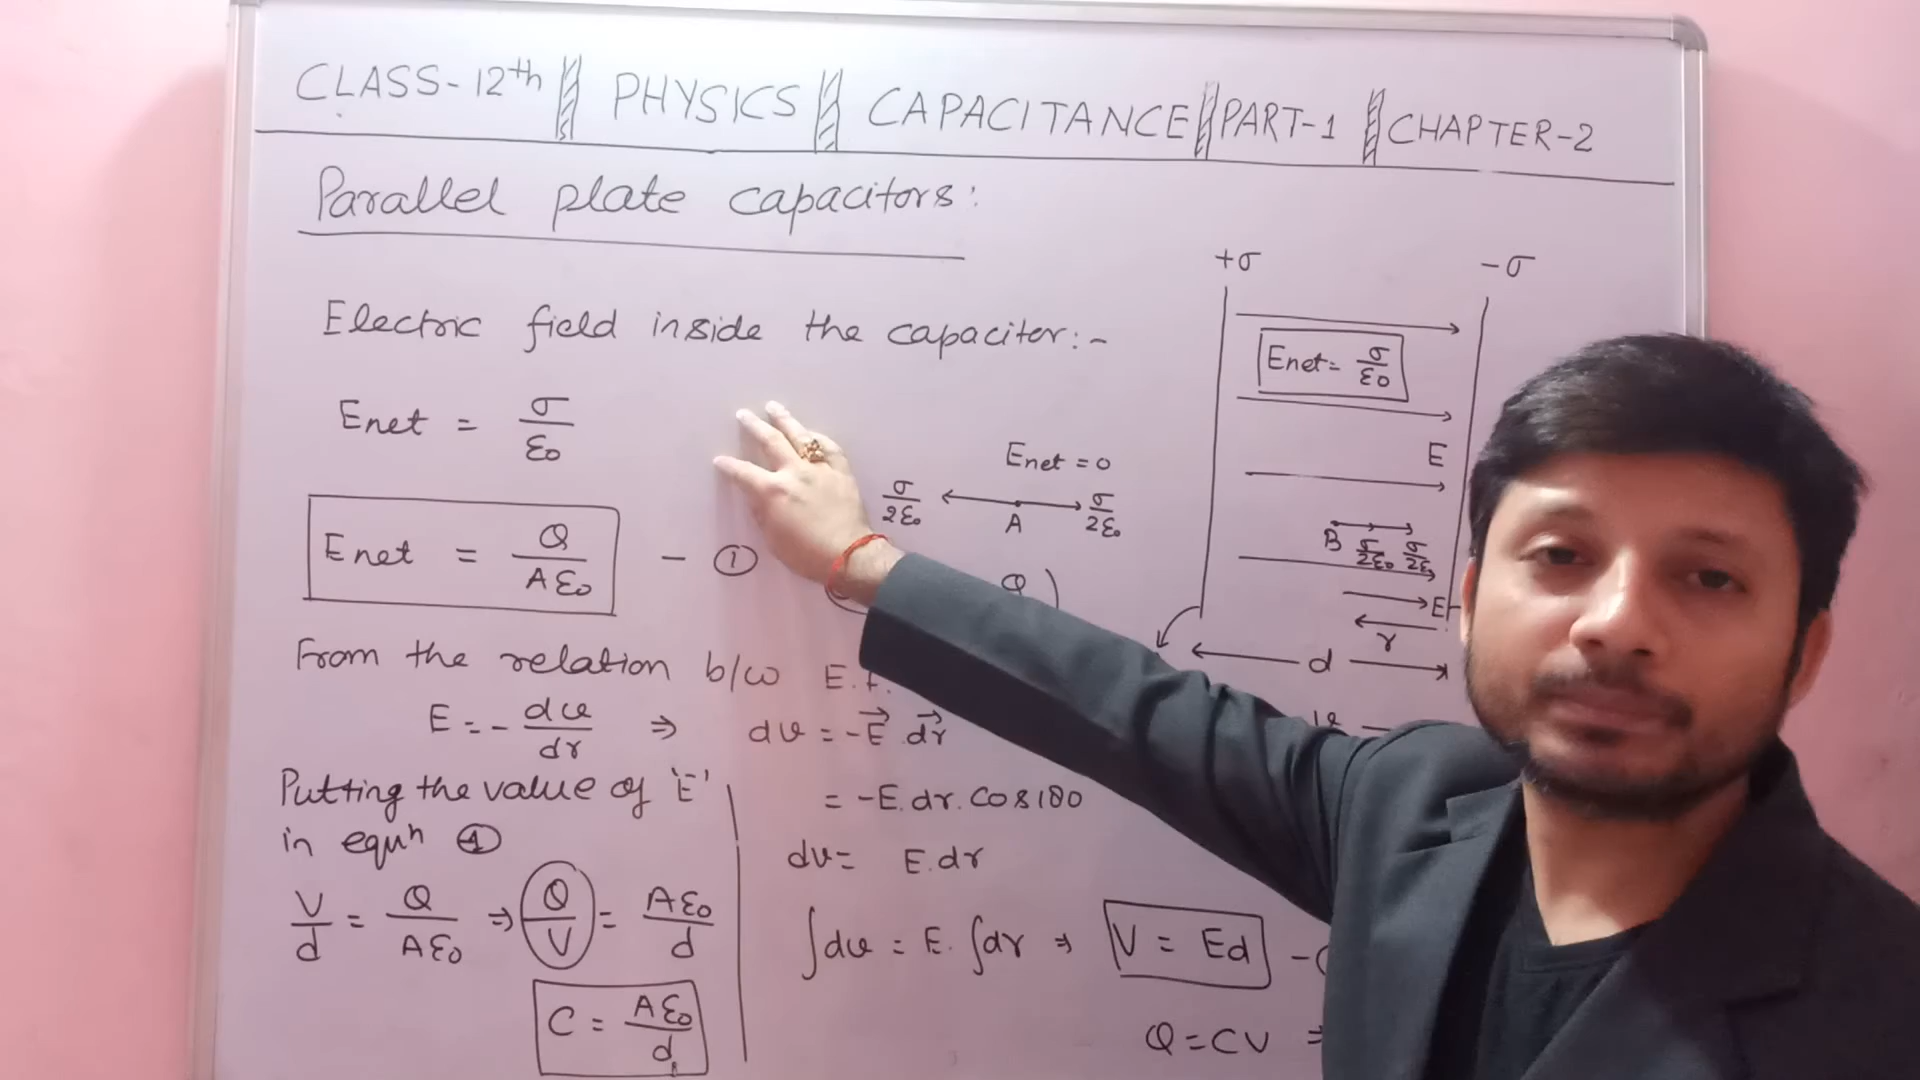 CLASS-12th || PHYSICS || CAPACITANCE || PART-1 || CHAPTER-2
Parallel plate capacitors:
Electric field inside the capacitor:-
Enet = σ/ε0
Enet = Q/Aε0 - ①
From the relation b/w E.f.
E = - dv/dr ⇒ dv = -E⃗.dr⃗
= -E.dr.Cos180
dv = E.dr
∫dv = E.∫dr ⇒ V = Ed
Q = CV ⇒
Putting the value of 'E'
in equⁿ ①
V/d = Q/Aε0 ⇒ Q/V = Aε0/d
C = Aε0/d
Enet = 0
σ/2ε0 A σ/2ε0
Q
+σ -σ
Enet = σ/ε0
E
B σ/2ε0 σ/2ε0
E
r
d